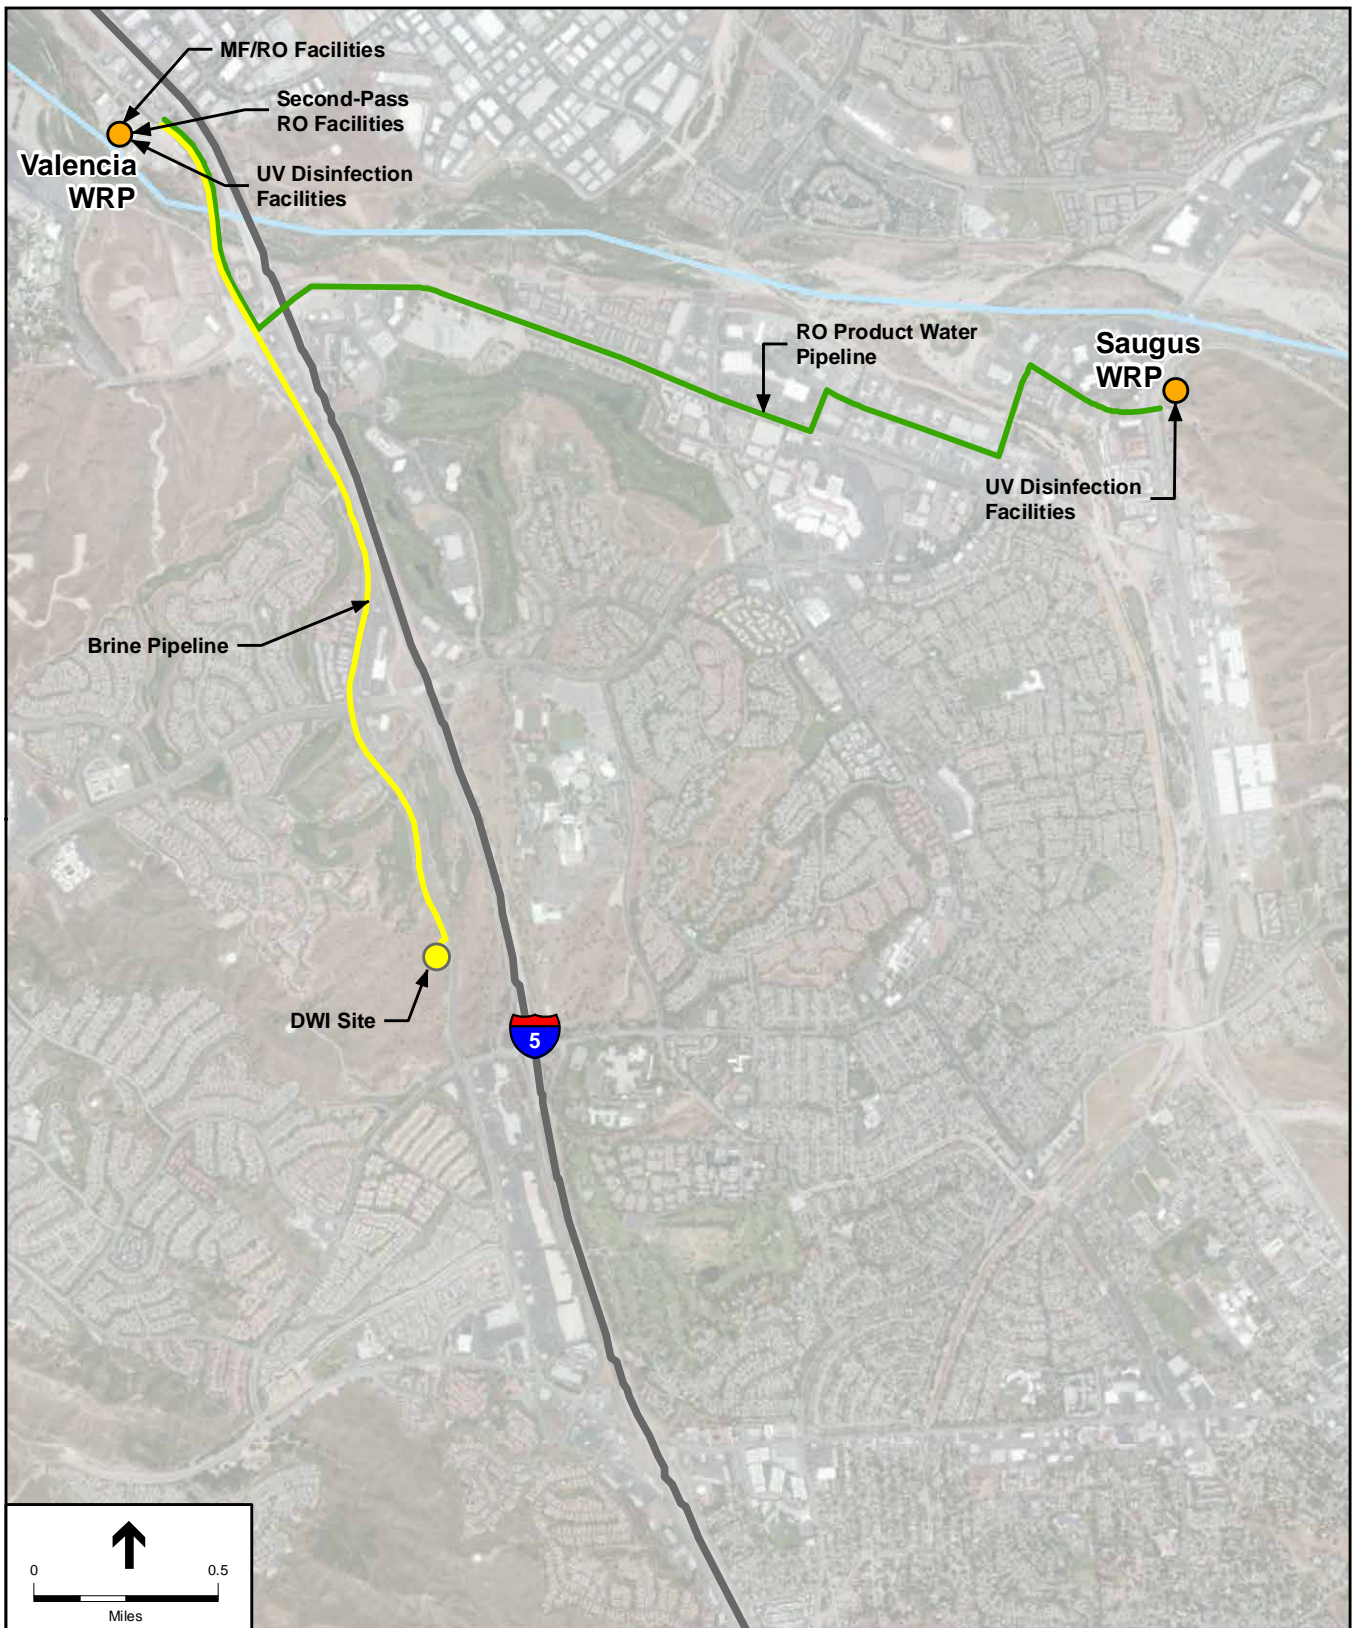 MF/RO Facilities
Second-Pass
RO Facilities
Valencia
WRP
UV Disinfection
Facilities
RO Product Water
Pipeline
Saugus
WRP
UV Disinfection
Facilities
Brine Pipeline
DWI Site
5
0 0.5
Miles